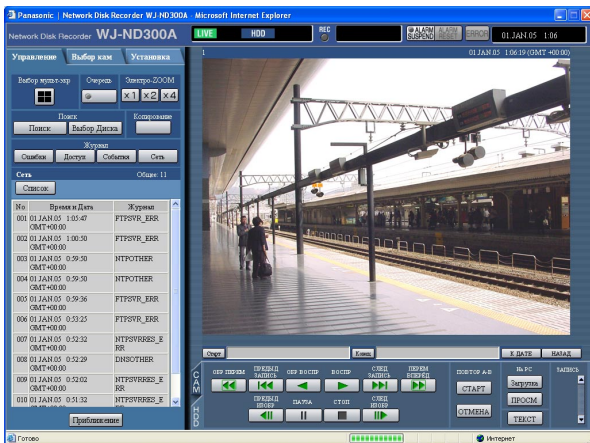 Panasonic | Network Disk Recorder WJ-ND300A - Microsoft Internet Explorer
Network Disk Recorder WJ-ND300A
LIVE HDD REC ALARM SUSPEND ALARM RESET ERROR 01.JAN.05 1:06
Управление Выбор кам Установка
1 01.JAN.05 1:06:19 (GMT +00:00)
Выбор мульт-экр Очередь Электро-ZOOM
x1 x2 x4
Поиск Копирование
Поиск Выбор Диска
Журнал
Ошибки Доступ События Сеть
Сеть Общее: 11
Список
No Время и Дата Журнал
001 01.JAN.05 1:05:47 FTPSVR_ERR
GMT+00:00
002 01.JAN.05 1:00:50 FTPSVR_ERR
GMT+00:00
003 01.JAN.05 0:59:50 NTPOTHER
GMT+00:00
004 01.JAN.05 0:59:50 NTPOTHER
GMT+00:00
005 01.JAN.05 0:59:36 FTPSVR_ERR
GMT+00:00
006 01.JAN.05 0:53:25 FTPSVR_ERR
GMT+00:00
007 01.JAN.05 0:52:32 NTPSVRRES_E
GMT+00:00 RR
008 01.JAN.05 0:52:29 DNSOTHER
GMT+00:00
009 01.JAN.05 0:52:02 NTPSVRRES_E
GMT+00:00 RR
010 01.JAN.05 0:51:32 NTPSVRRES_E
Приближение
Старт Конец К ДАТЕ НАЗАД
CAM
HDD
ОБР ПЕРЕМ ПРЕДЫД ЗАПИСЬ ОБР ВОСПР ВОСПР СЛЕД ЗАПИСЬ ПЕРЕМ ВПЕРЁД
ПРЕДЫД ИЗОБР ПАУЗА СТОП СЛЕД ИЗОБР
ПОВТОР A-B
СТАРТ
ОТМЕНА
На PC
Загрузка
ПРОСМ
ТЕКСТ
ЗАПИСЬ
Готово Интернет